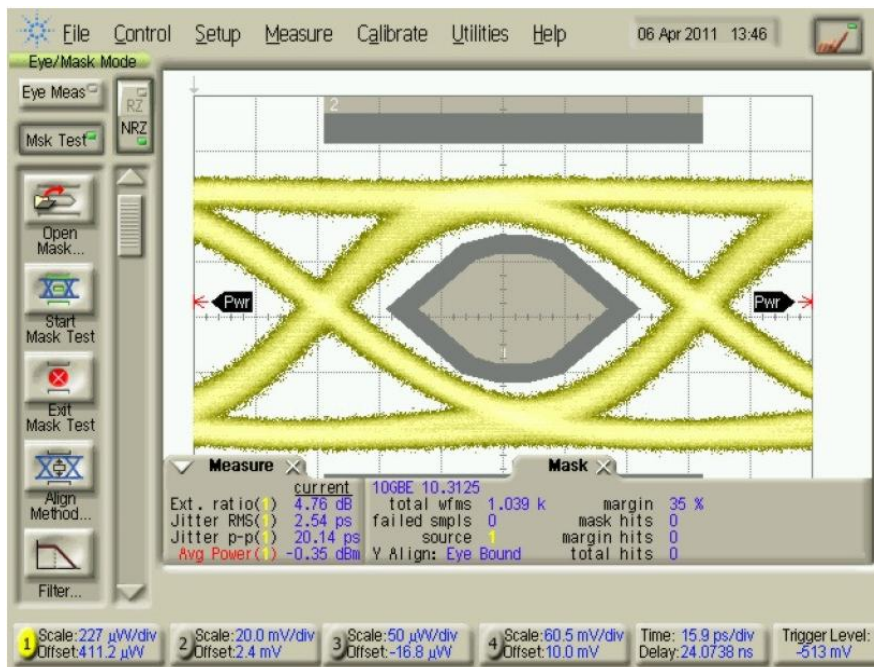 File Control Setup Measure Calibrate Utilities Help 06 Apr 2011 13:46
Eye/Mask Mode
Eye Meas
RZ
NRZ
Msk Test
Open
Mask...
Start
Mask Test
Exit
Mask Test
Align
Method...
Filter...
2
Pwr
Pwr
1
Measure
current
Ext. ratio(1) 4.76 dB
Jitter RMS(1) 2.54 ps
Jitter p-p(1) 20.14 ps
Avg Power(1) -0.35 dBm
Mask
10GBE 10.3125
total wfms 1.039 k margin 35 %
failed smpls 0 mask hits 0
source 1 margin hits 0
Y Align: Eye Bound total hits 0
1 Scale:227 µW/div
Offset:411.2 µW
2 Scale:20.0 mV/div
Offset:2.4 mV
3 Scale:50 µW/div
Offset:-16.8 µW
4 Scale:60.5 mV/div
Offset:10.0 mV
Time: 15.9 ps/div
Delay:24.0738 ns
Trigger Level:
-513 mV